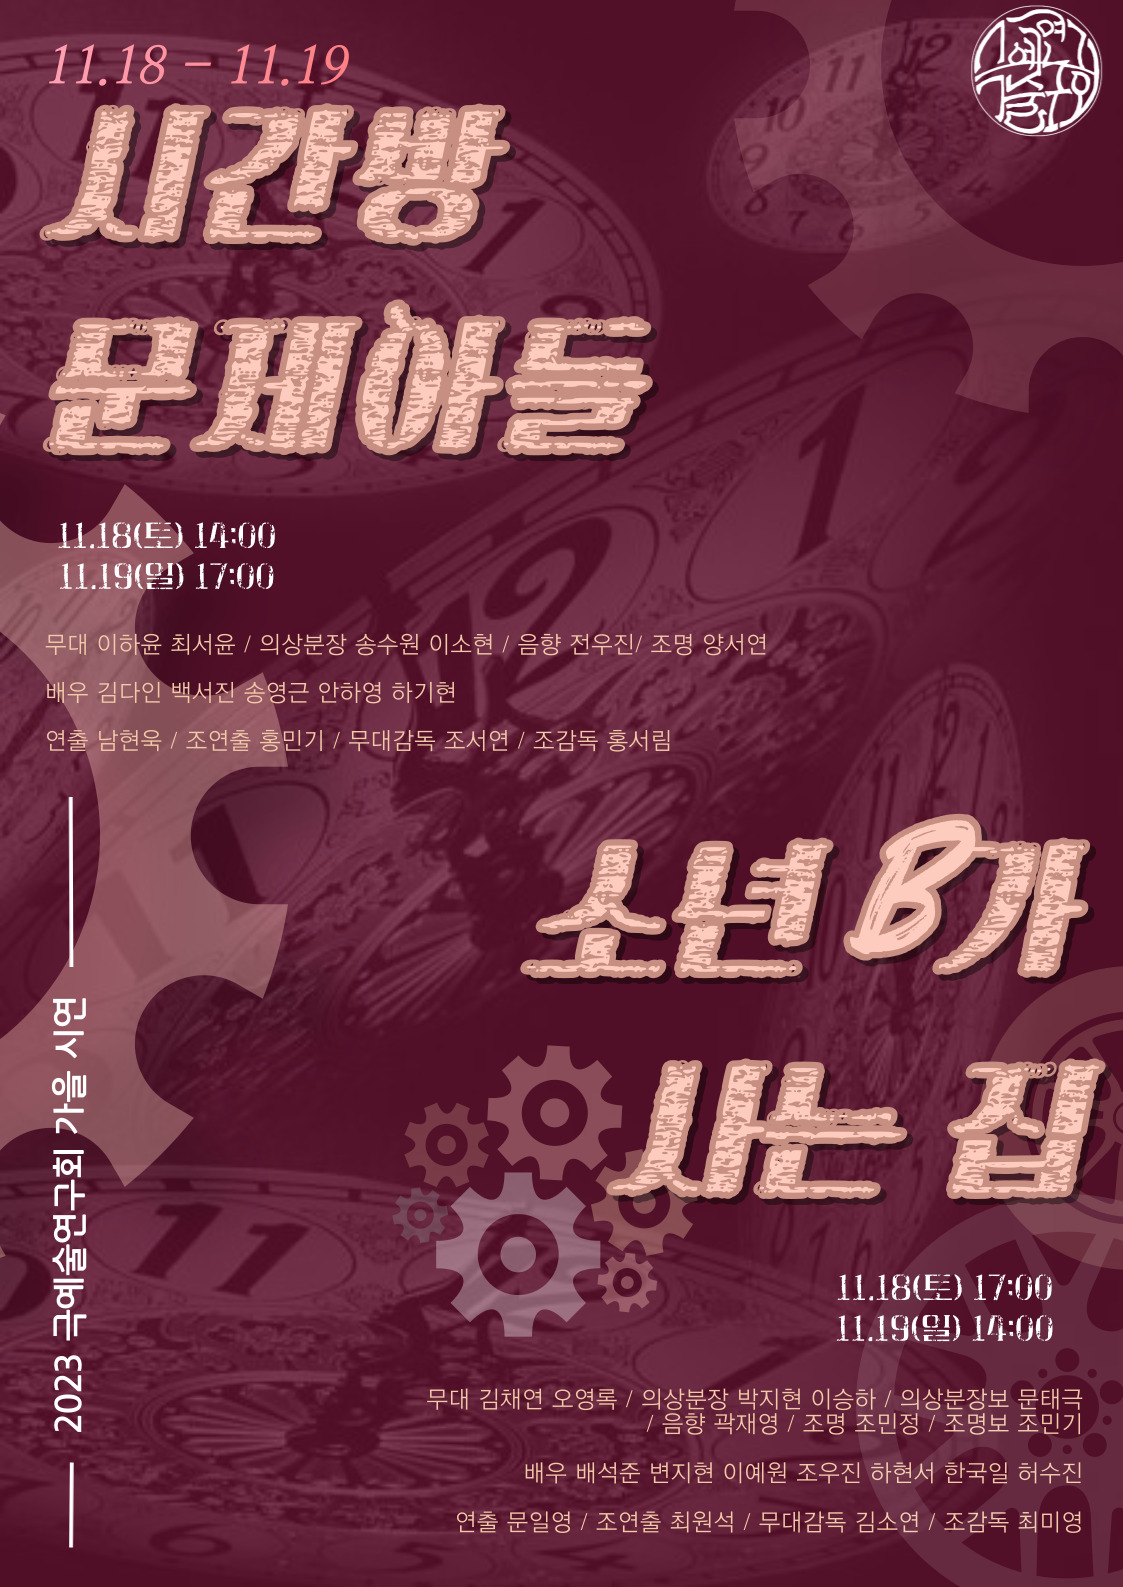 11.18 - 11.19
시간빵
문제아들
11.18(토) 14:00
11.19(일) 17:00
무대 이하윤 최서윤 / 의상분장 송수원 이소현 / 음향 전우진/ 조명 양서연
배우 김다인 백서진 송영근 안하영 하기현
연출 남현욱 / 조연출 홍민기 / 무대감독 조서연 / 조감독 홍서림
2023 극예술연구회 가을 시연
소년 B가
사는 집
11.18(토) 17:00
11.19(일) 14:00
무대 김채연 오영록 / 의상분장 박지현 이승하 / 의상분장보 문태극
/ 음향 곽재영 / 조명 조민정 / 조명보 조민기
배우 배석준 변지현 이예원 조우진 하현서 한국일 허수진
연출 문일영 / 조연출 최원석 / 무대감독 김소연 / 조감독 최미영